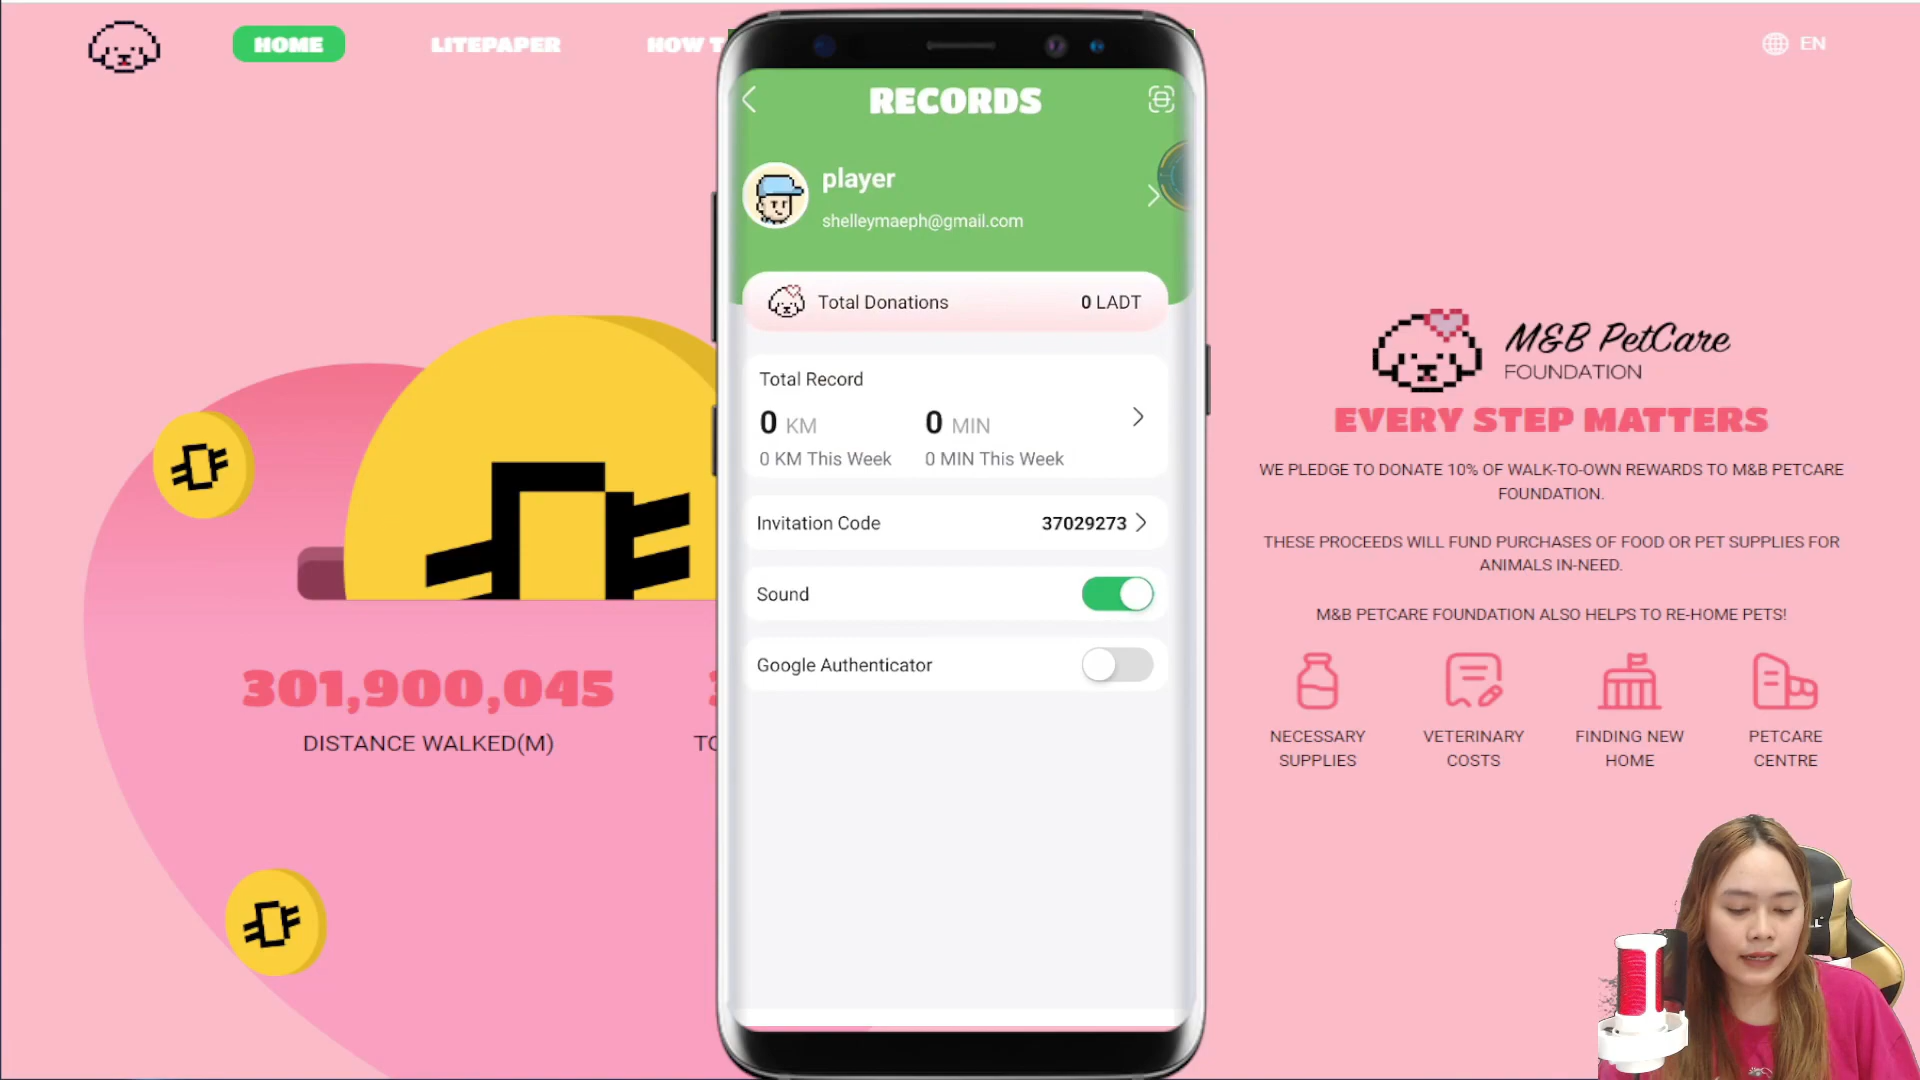 HOME
LITEPAPER
HOW T
EN
RECORDS
player
shelleymaeph@gmail.com
Total Donations
0 LADT
Total Record
0 KM
0 MIN
0 KM This Week
0 MIN This Week
Invitation Code
37029273
Sound
Google Authenticator
301,900,045
DISTANCE WALKED(M)
TO
M&B PetCare
FOUNDATION
EVERY STEP MATTERS
WE PLEDGE TO DONATE 10% OF WALK-TO-OWN REWARDS TO M&B PETCARE
FOUNDATION.
THESE PROCEEDS WILL FUND PURCHASES OF FOOD OR PET SUPPLIES FOR
ANIMALS IN-NEED.
M&B PETCARE FOUNDATION ALSO HELPS TO RE-HOME PETS!
NECESSARY
SUPPLIES
VETERINARY
COSTS
FINDING NEW
HOME
PETCARE
CENTRE